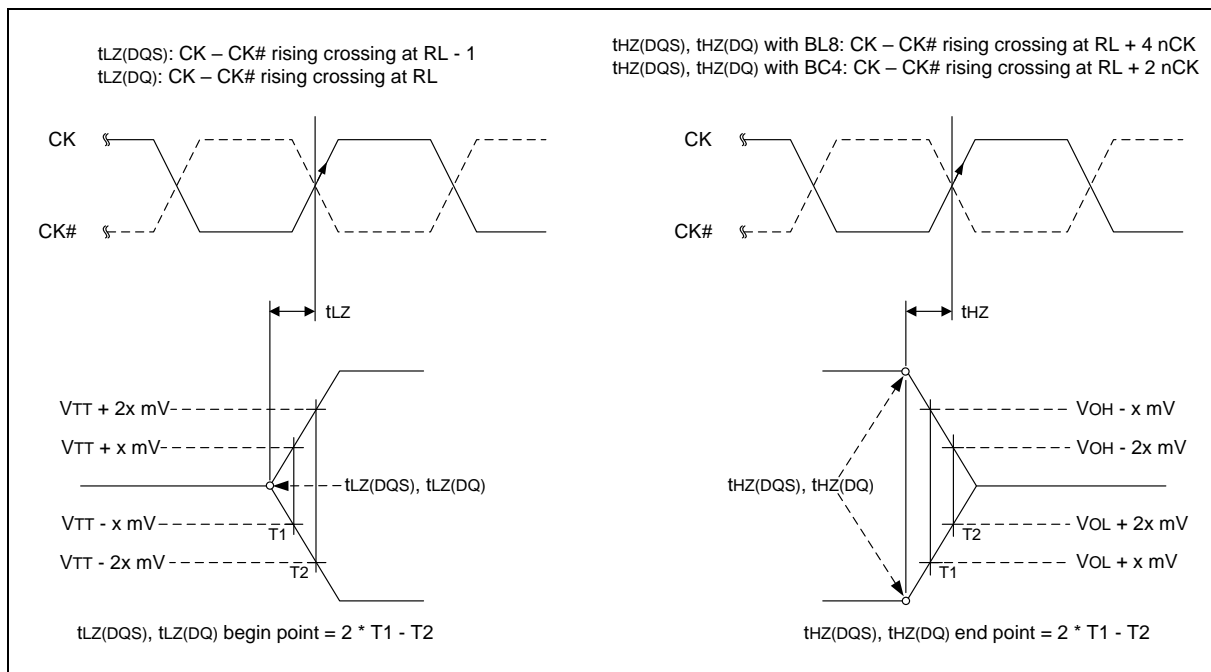 tLZ(DQS): CK – CK# rising crossing at RL - 1
tLZ(DQ): CK – CK# rising crossing at RL
CK
CK#
tLZ
VTT + 2x mV
VTT + x mV
tLZ(DQS), tLZ(DQ)
VTT - x mV
T1
VTT - 2x mV
T2
tLZ(DQS), tLZ(DQ) begin point = 2 * T1 - T2
tHZ(DQS), tHZ(DQ) with BL8: CK – CK# rising crossing at RL + 4 nCK
tHZ(DQS), tHZ(DQ) with BC4: CK – CK# rising crossing at RL + 2 nCK
CK
CK#
tHZ
VOH - x mV
VOH - 2x mV
tHZ(DQS), tHZ(DQ)
VOL + 2x mV
T2
VOL + x mV
T1
tHZ(DQS), tHZ(DQ) end point = 2 * T1 - T2